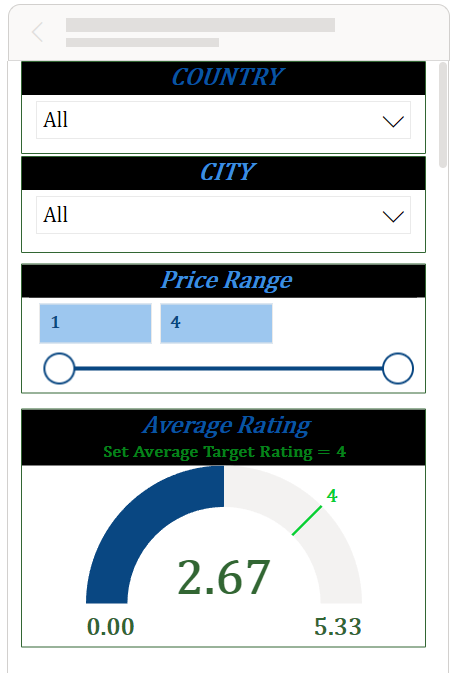 COUNTRY
All
CITY
All
Price Range
1 4
Average Rating
Set Average Target Rating = 4
4
2.67
0.00 5.33